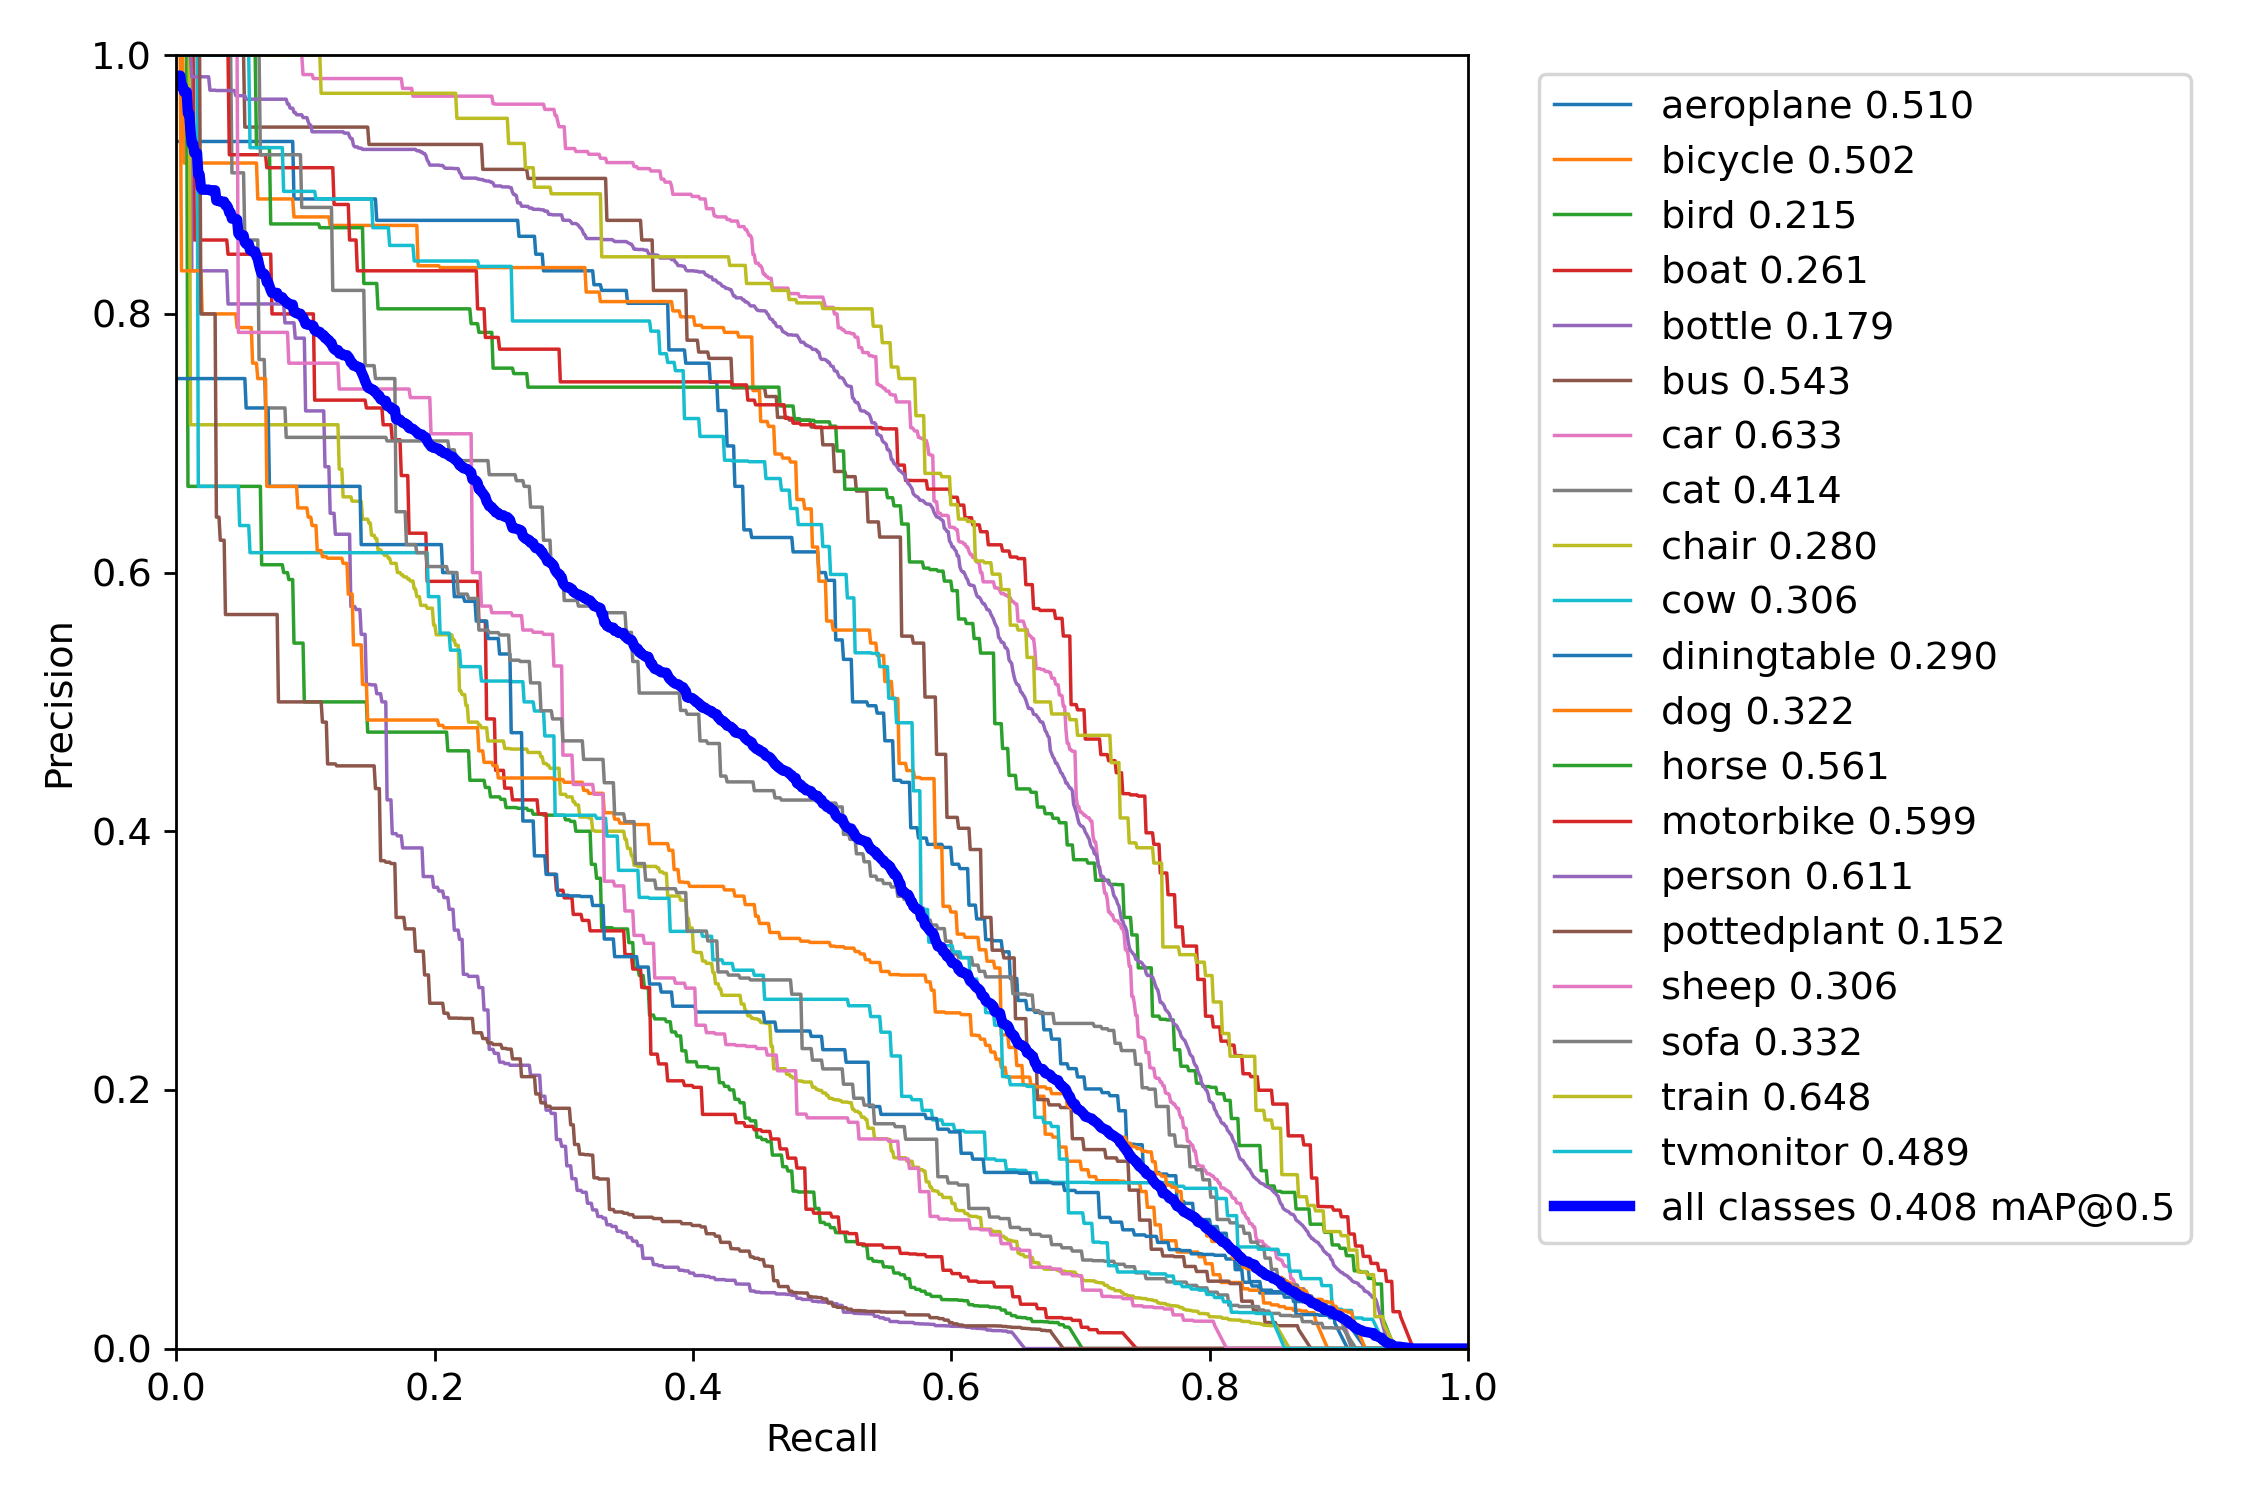 1.0
0.8
0.6
0.4
0.2
0.0
Precision
0.0 0.2 0.4 0.6 0.8 1.0
Recall
aeroplane 0.510
bicycle 0.502
bird 0.215
boat 0.261
bottle 0.179
bus 0.543
car 0.633
cat 0.414
chair 0.280
cow 0.306
diningtable 0.290
dog 0.322
horse 0.561
motorbike 0.599
person 0.611
pottedplant 0.152
sheep 0.306
sofa 0.332
train 0.648
tvmonitor 0.489
all classes 0.408 mAP@0.5